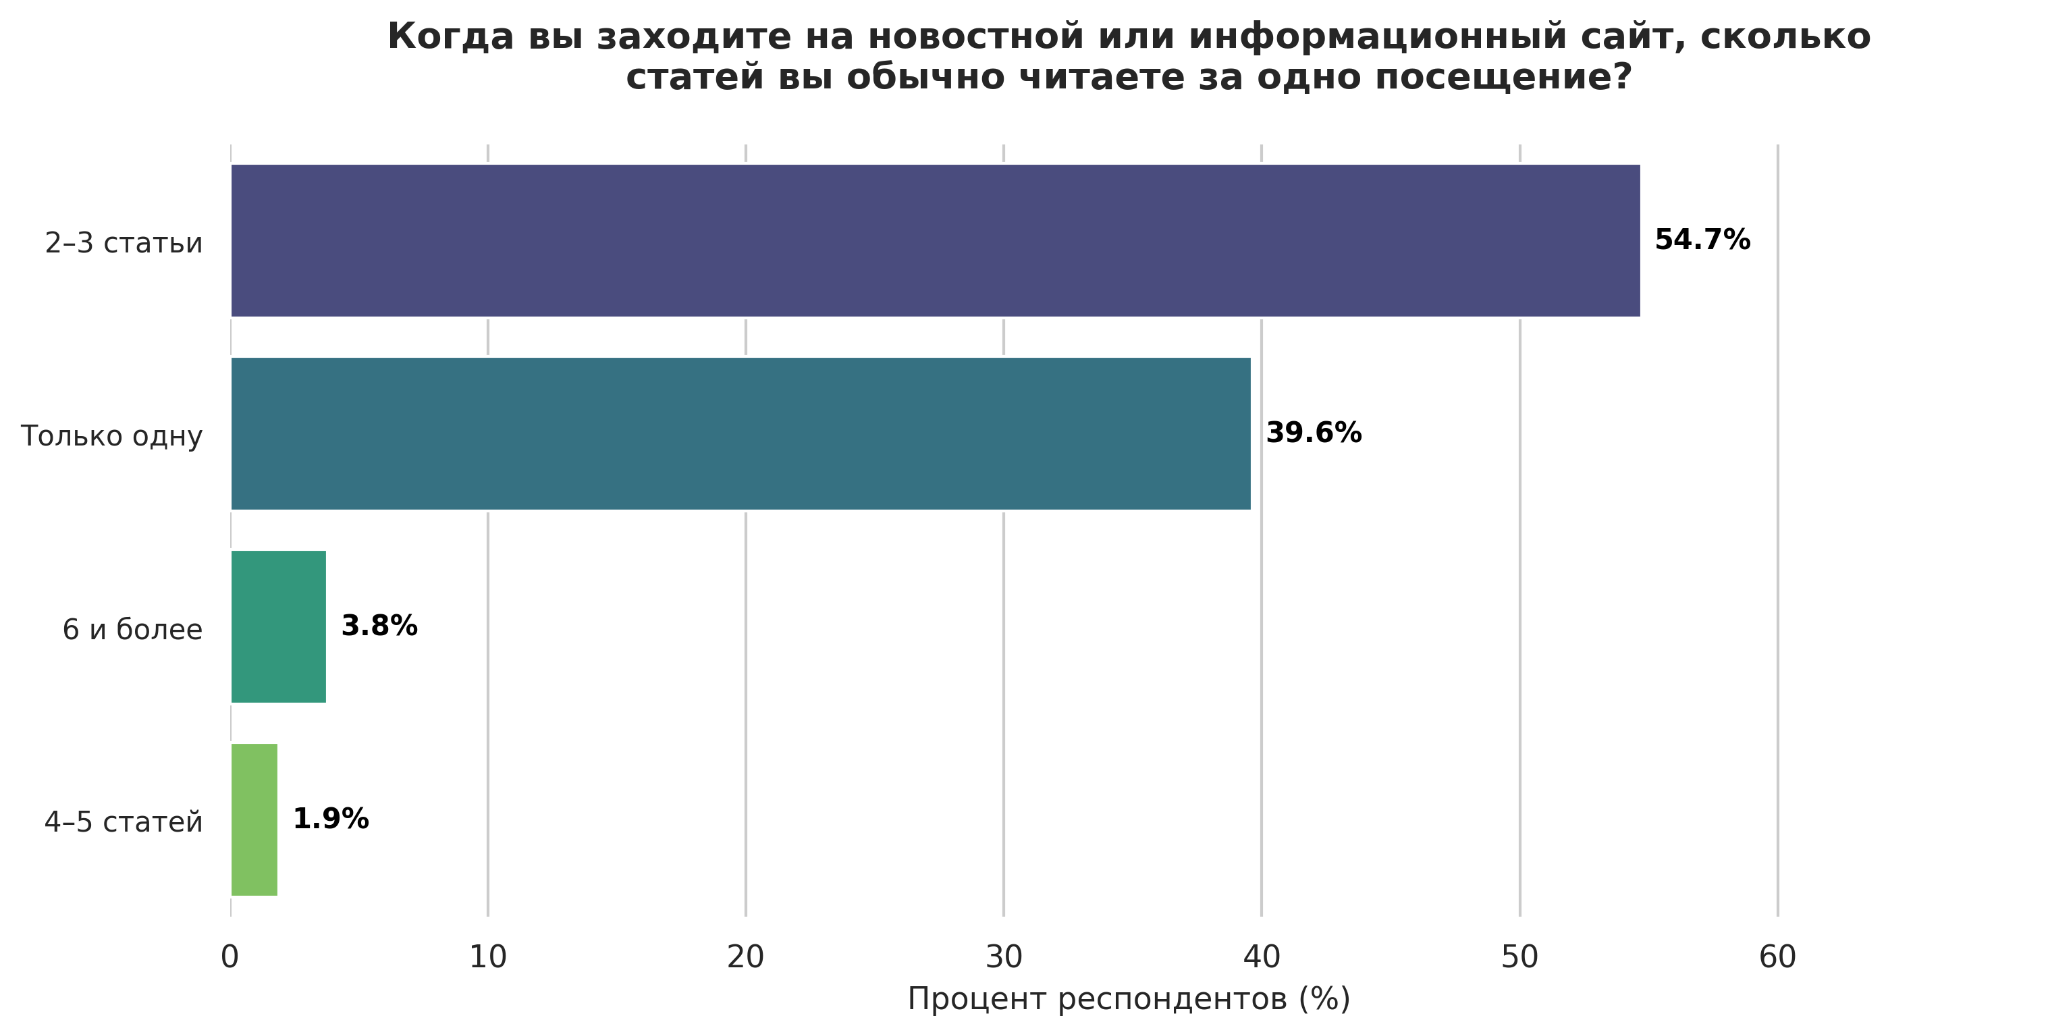 Когда вы заходите на новостной или информационный сайт, сколько
статей вы обычно читаете за одно посещение?
2–3 статьи
54.7%
Только одну
39.6%
6 и более
3.8%
4–5 статей
1.9%
0 10 20 30 40 50 60
Процент респондентов (%)